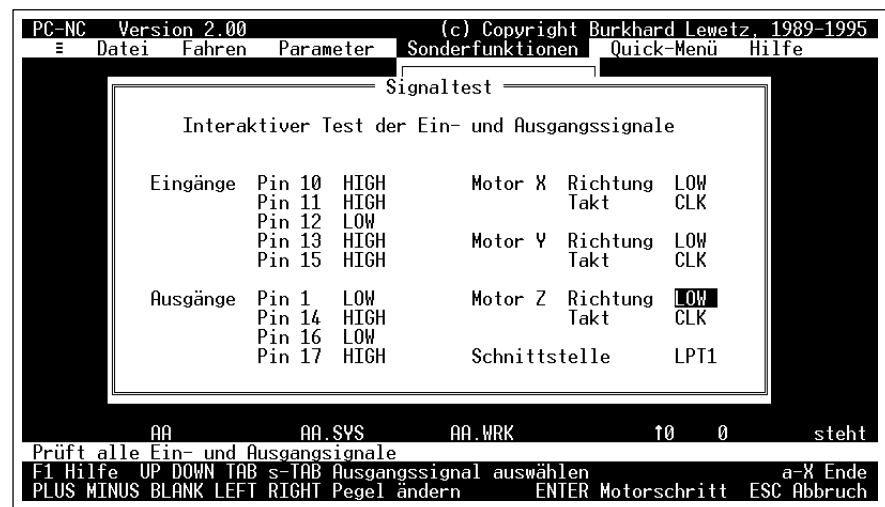 PC-NC Version 2.00 (c) Copyright Burkhard Lewetz, 1989-1995
≡ Datei Fahren Parameter Sonderfunktionen Quick-Menü Hilfe
Signaltest
Interaktiver Test der Ein- und Ausgangssignale
Eingänge Pin 10 HIGH Motor X Richtung LOW
Pin 11 HIGH Takt CLK
Pin 12 LOW
Pin 13 HIGH Motor Y Richtung LOW
Pin 15 HIGH Takt CLK
Ausgänge Pin 1 LOW Motor Z Richtung LOW
Pin 14 HIGH Takt CLK
Pin 16 LOW
Pin 17 HIGH Schnittstelle LPT1
AA AA.SYS AA.WRK ↑0 0 steht
Prüft alle Ein- und Ausgangsignale
F1 Hilfe UP DOWN TAB s-TAB Ausgangssignal auswählen a-X Ende
PLUS MINUS BLANK LEFT RIGHT Pegel ändern ENTER Motorschritt ESC Abbruch